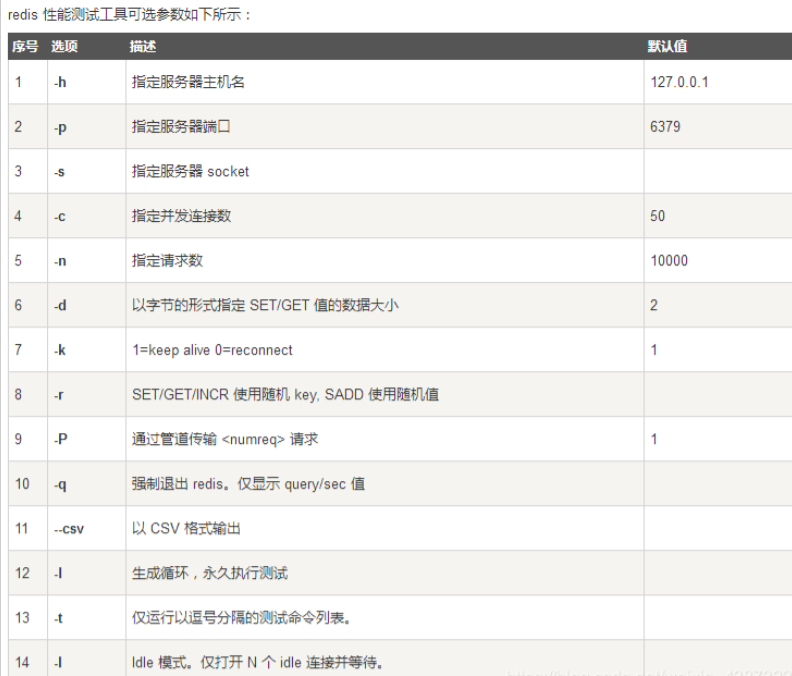 redis 性能测试工具可选参数如下所示：
序号 选项 描述 默认值
1 -h 指定服务器主机名 127.0.0.1
2 -p 指定服务器端口 6379
3 -s 指定服务器 socket
4 -c 指定并发连接数 50
5 -n 指定请求数 10000
6 -d 以字节的形式指定 SET/GET 值的数据大小 2
7 -k 1=keep alive 0=reconnect 1
8 -r SET/GET/INCR 使用随机 key, SADD 使用随机值
9 -P 通过管道传输 <numreq> 请求 1
10 -q 强制退出 redis。仅显示 query/sec 值
11 --csv 以 CSV 格式输出
12 -l 生成循环，永久执行测试
13 -t 仅运行以逗号分隔的测试命令列表。
14 -I Idle 模式。仅打开 N 个 idle 连接并等待。